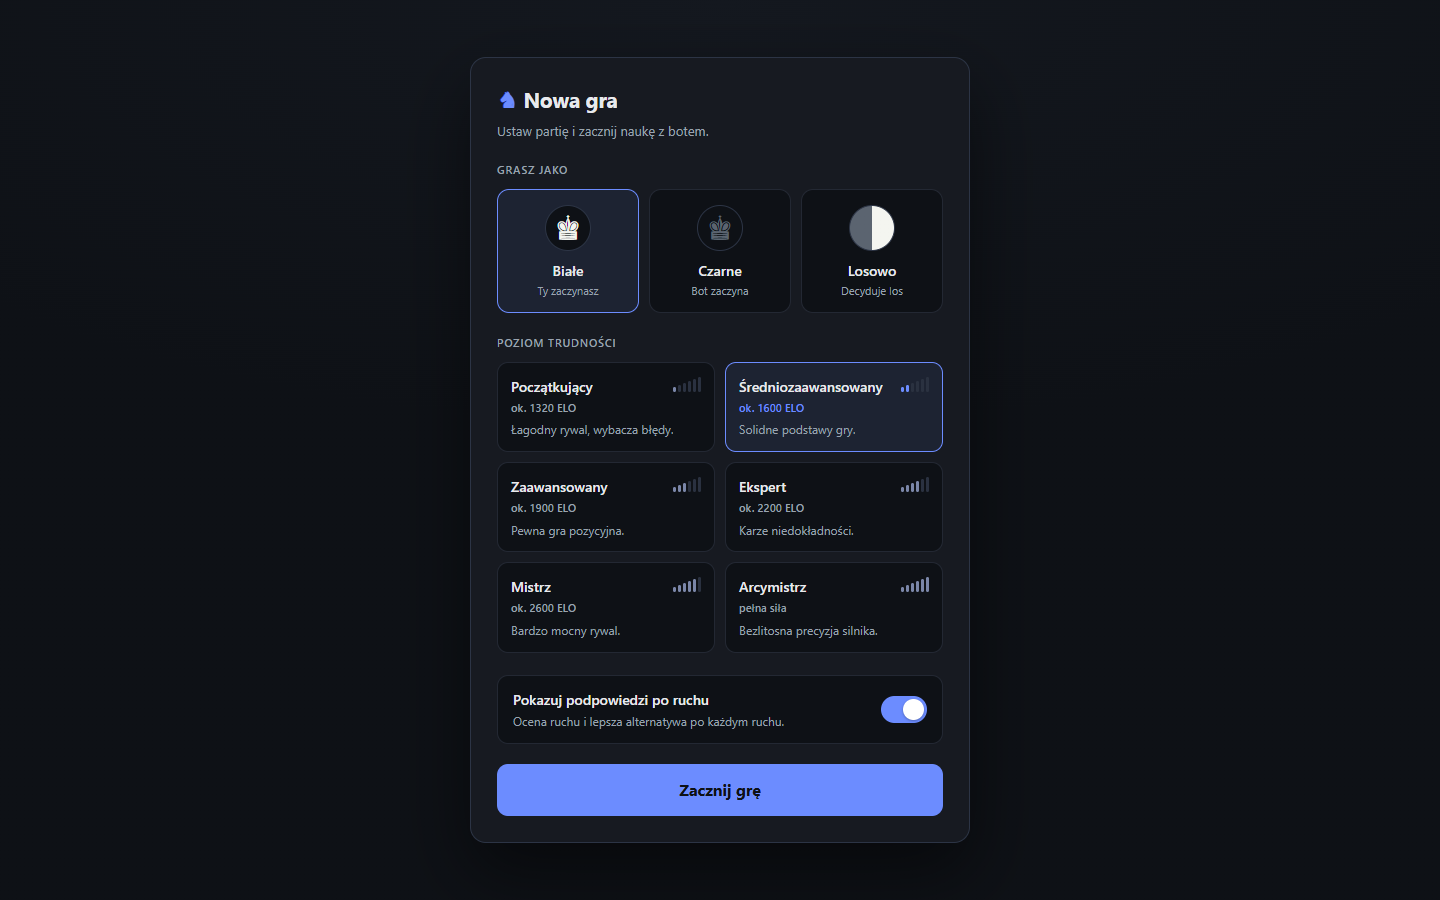 Nowa gra
Ustaw partię i zacznij naukę z botem.
GRASZ JAKO
Białe
Ty zaczynasz
Czarne
Bot zaczyna
Losowo
Decyduje los
POZIOM TRUDNOŚCI
Początkujący
ok. 1320 ELO
Łagodny rywal, wybacza błędy.
Średniozaawansowany
ok. 1600 ELO
Solidne podstawy gry.
Zaawansowany
ok. 1900 ELO
Pewna gra pozycyjna.
Ekspert
ok. 2200 ELO
Karze niedokładności.
Mistrz
ok. 2600 ELO
Bardzo mocny rywal.
Arcymistrz
pełna siła
Bezlitosna precyzja silnika.
Pokazuj podpowiedzi po ruchu
Ocena ruchu i lepsza alternatywa po każdym ruchu.
Zacznij grę